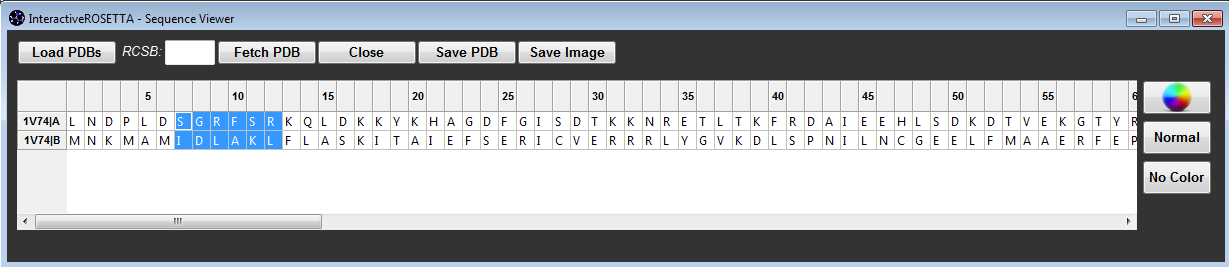 InteractiveROSETTA - Sequence Viewer
Load PDBs RCSB: Fetch PDB Close Save PDB Save Image
5 10 15 20 25 30 35 40 45 50 55 6
1V74|A L N D P L D S G R F S R K Q L D K K Y K H A G D F G I S D T K K N R E T L T K F R D A I E E H L S D K D T V E K G T Y R
1V74|B M N K M A M I D L A K L F L A S K I T A I E F S E R I C V E R R R L Y G V K D L S P N I L N C G E E L F M A A E R F E P
Normal
No Color